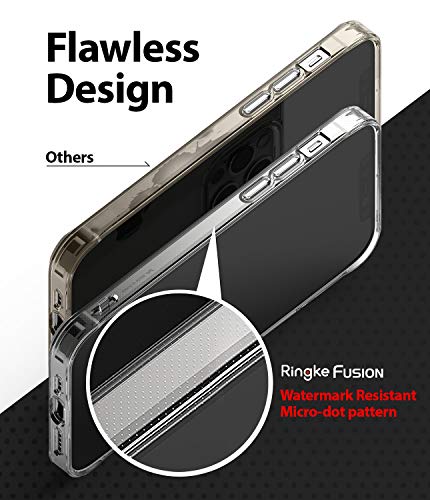 Flawless
Design
Others
Ringke FUSION
Watermark Resistant
Micro-dot pattern